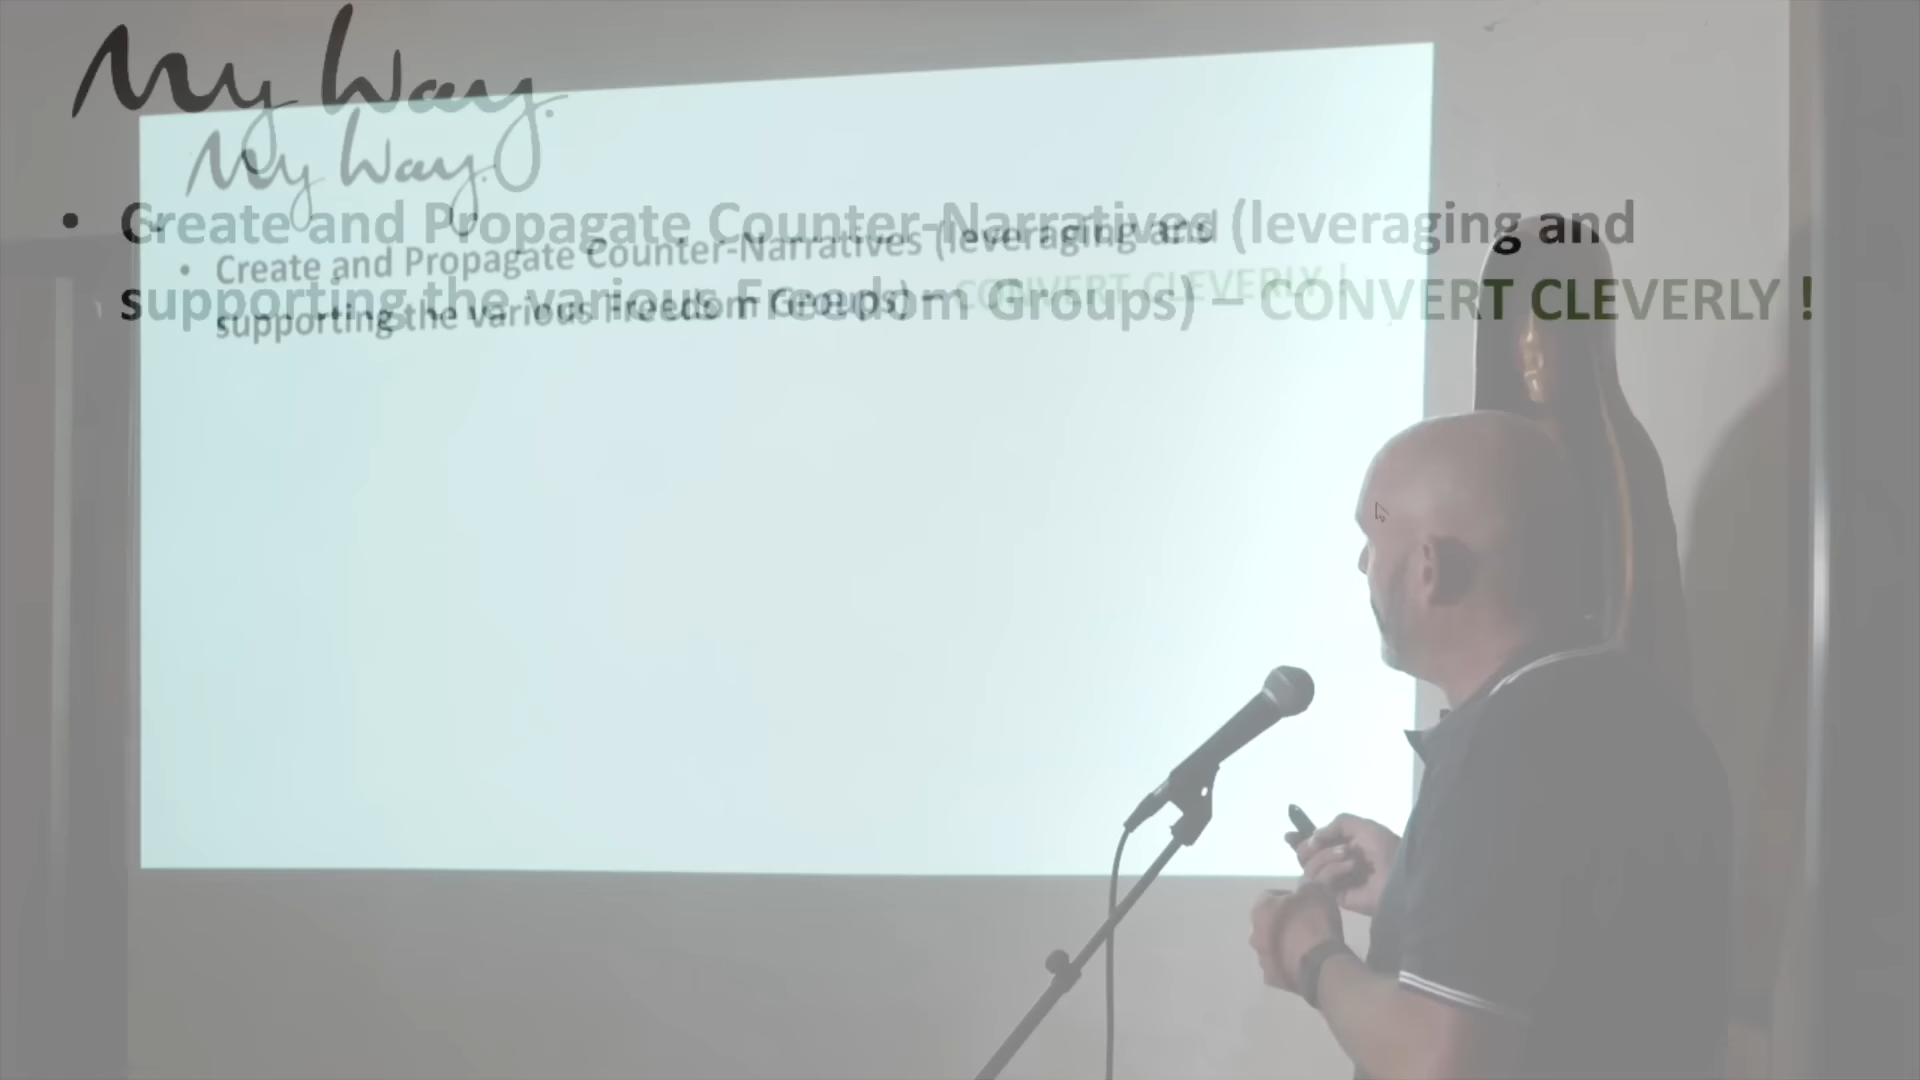 My Way.
• Create and Propagate Counter-Narratives (leveraging and
supporting the various Freedom Groups) – CONVERT CLEVERLY !
My Way.
• Create and Propagate Counter-Narratives (leveraging and
supporting the various Freedom Groups) – CONVERT CLEVERLY !